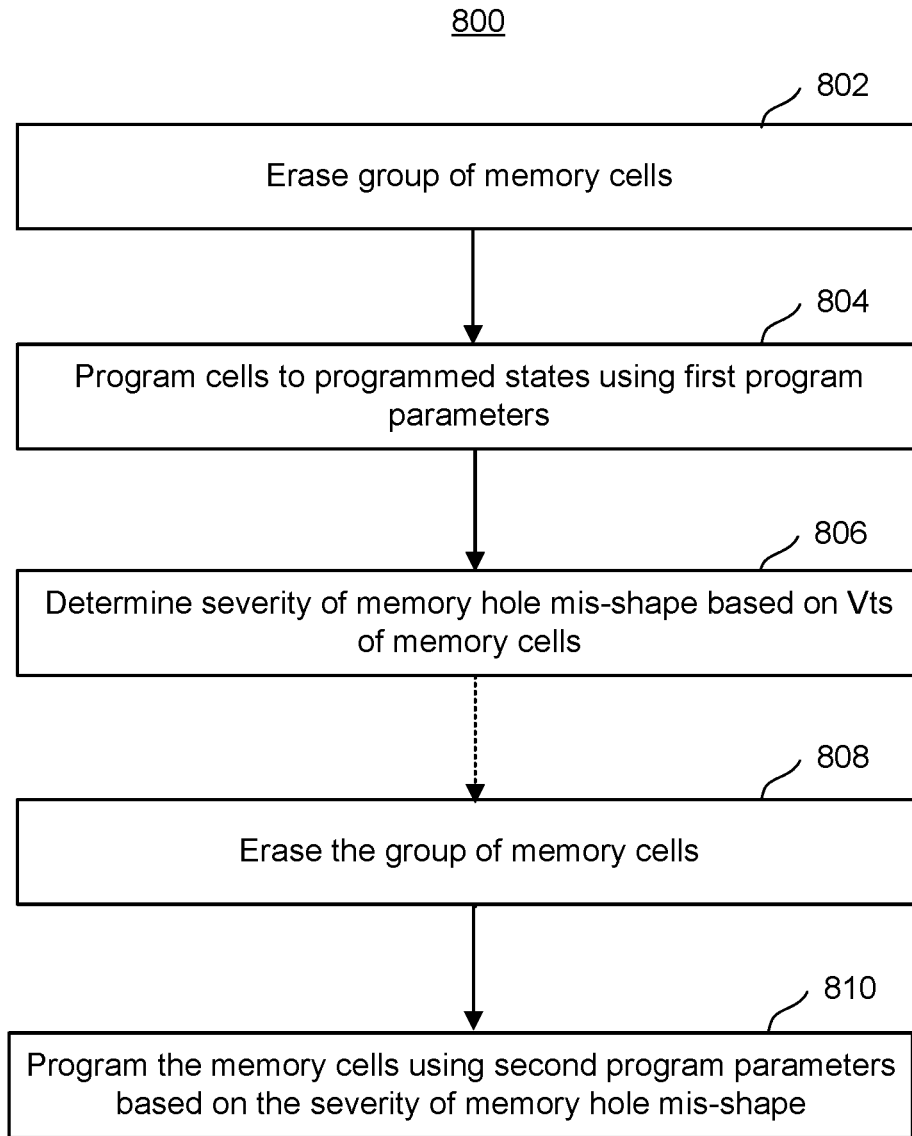 800
802
Erase group of memory cells
804
Program cells to programmed states using first program
parameters
806
Determine severity of memory hole mis-shape based on Vts
of memory cells
808
Erase the group of memory cells
810
Program the memory cells using second program parameters
based on the severity of memory hole mis-shape